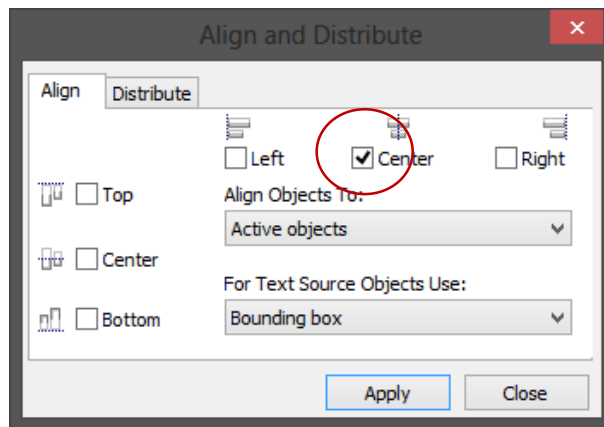 Align and Distribute
Align Distribute
Left Center Right
Top Align Objects To:
Active objects
Center
For Text Source Objects Use:
Bottom Bounding box
Apply Close